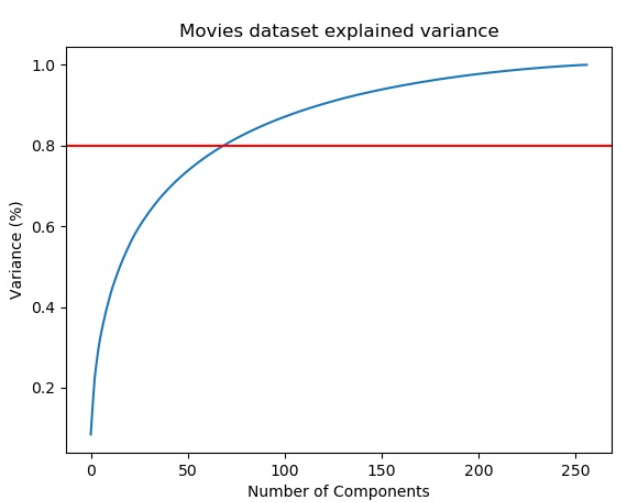 Movies dataset explained variance
1.0
0.8
0.6
0.4
0.2
Variance (%)
0 50 100 150 200 250
Number of Components